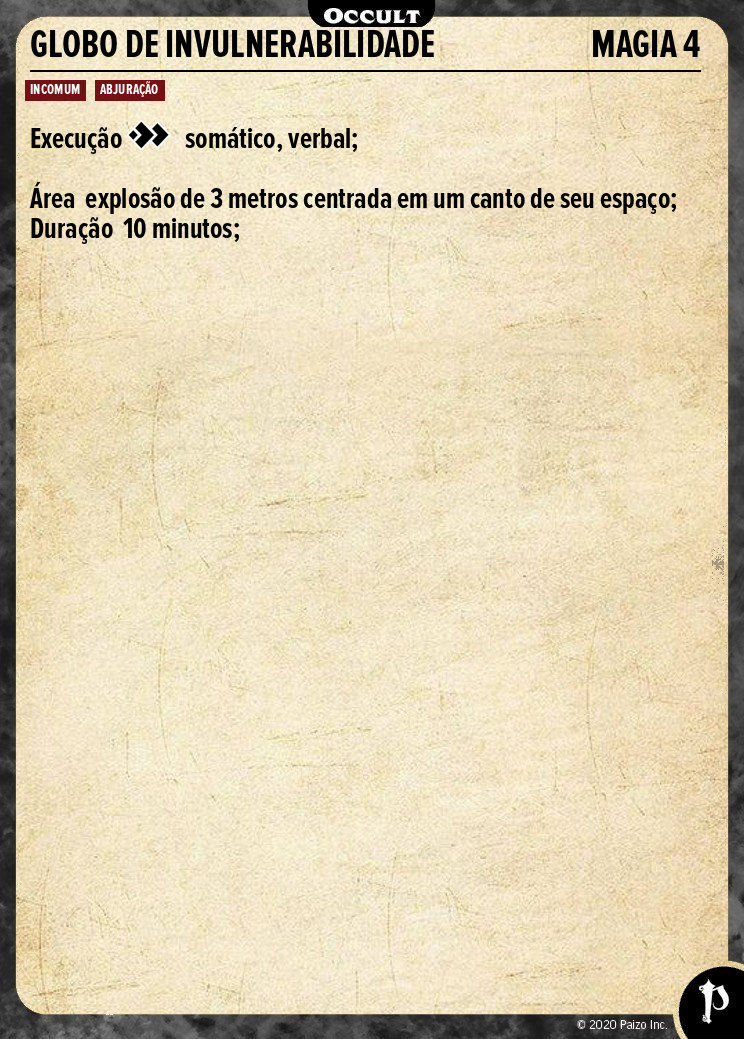 OCCULT
GLOBO DE INVULNERABILIDADE MAGIA 4
INCOMUM ABJURAÇÃO
Execução somático, verbal;
Área explosão de 3 metros centrada em um canto de seu espaço;
Duração 10 minutos;
© 2020 Paizo Inc.
P